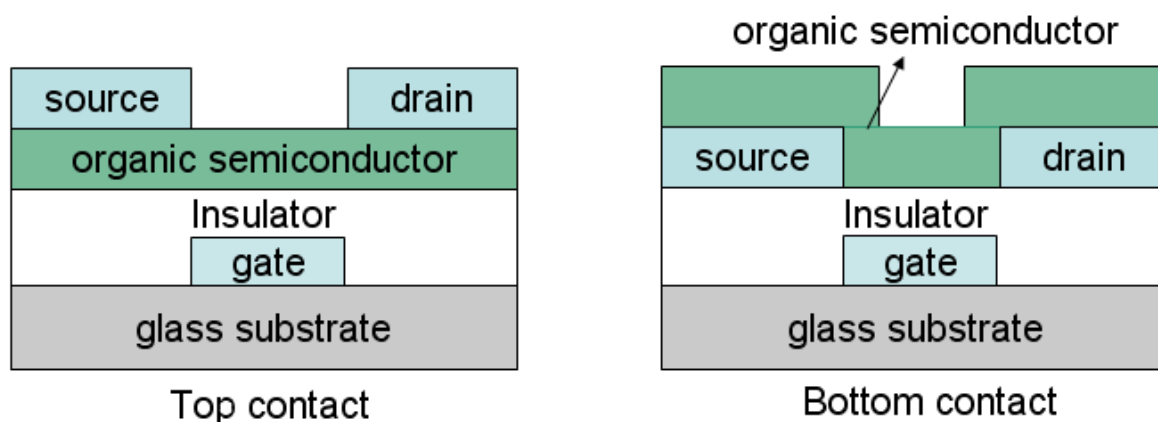 organic semiconductor
source
drain
organic semiconductor
Insulator
gate
glass substrate
Top contact
source
drain
Insulator
gate
glass substrate
Bottom contact